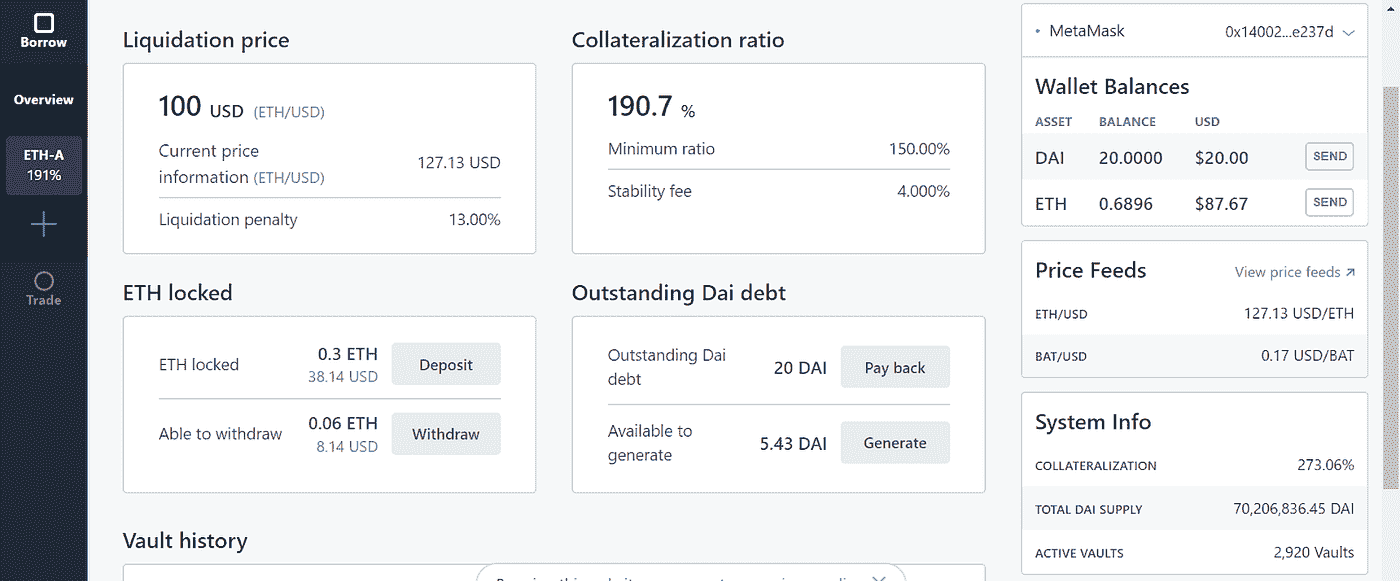 Borrow
Overview
ETH-A
191%
Trade
Liquidation price
100 USD (ETH/USD)
Current price
information (ETH/USD)
127.13 USD
Liquidation penalty
13.00%
Collateralization ratio
190.7 %
Minimum ratio
150.00%
Stability fee
4.000%
ETH locked
ETH locked
0.3 ETH
38.14 USD
Deposit
Able to withdraw
0.06 ETH
8.14 USD
Withdraw
Outstanding Dai debt
Outstanding Dai
debt
20 DAI
Pay back
Available to
generate
5.43 DAI
Generate
Vault history
MetaMask
0x14002...e237d
Wallet Balances
ASSET BALANCE USD
DAI 20.0000 $20.00 SEND
ETH 0.6896 $87.67 SEND
Price Feeds
View price feeds
ETH/USD 127.13 USD/ETH
BAT/USD 0.17 USD/BAT
System Info
COLLATERALIZATION 273.06%
TOTAL DAI SUPPLY 70,206,836.45 DAI
ACTIVE VAULTS 2,920 Vaults